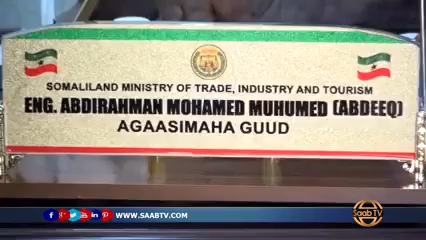 SOMALILAND MINISTRY OF TRADE, INDUSTRY AND TOURISM
ENG. ABDIRAHMAN MOHAMED MUHUMED (ABDEEQ)
AGAASIMAHA GUUD
WWW.SAABTV.COM
Saab TV